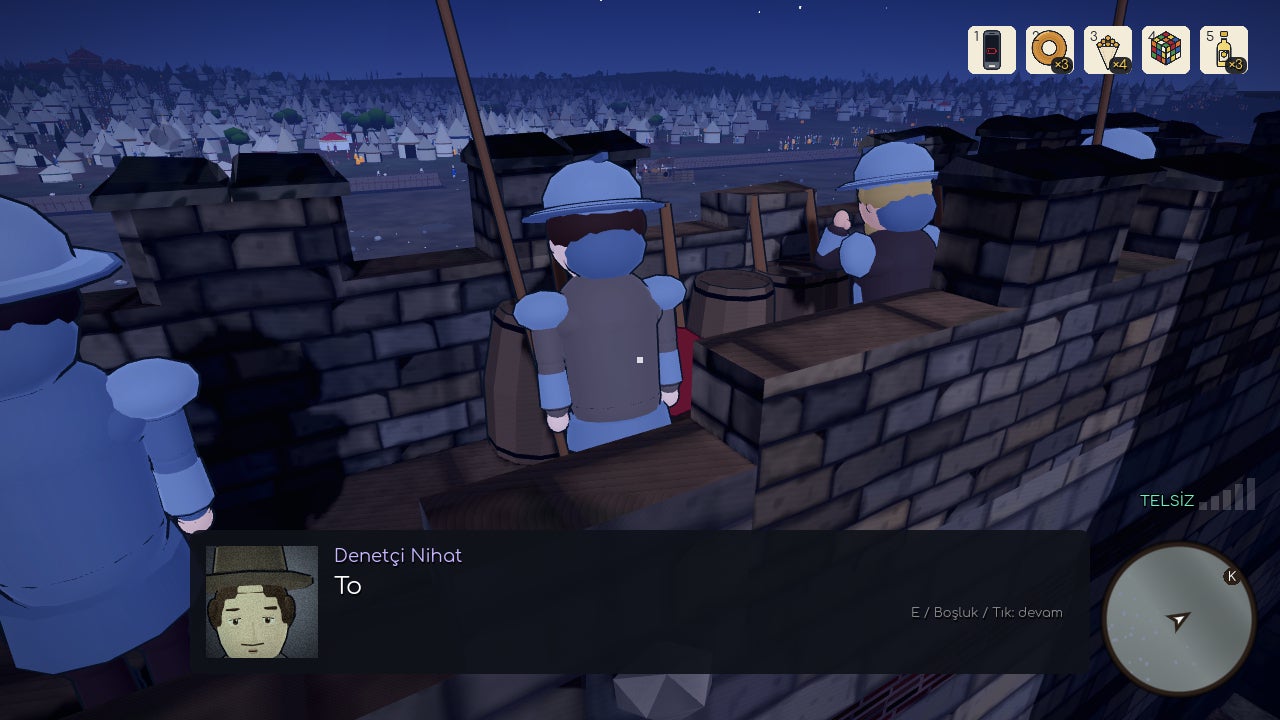 1
2
×3
3
×4
4
5
×3
TELSİZ
K
Denetçi Nihat
To
E / Boşluk / Tık: devam